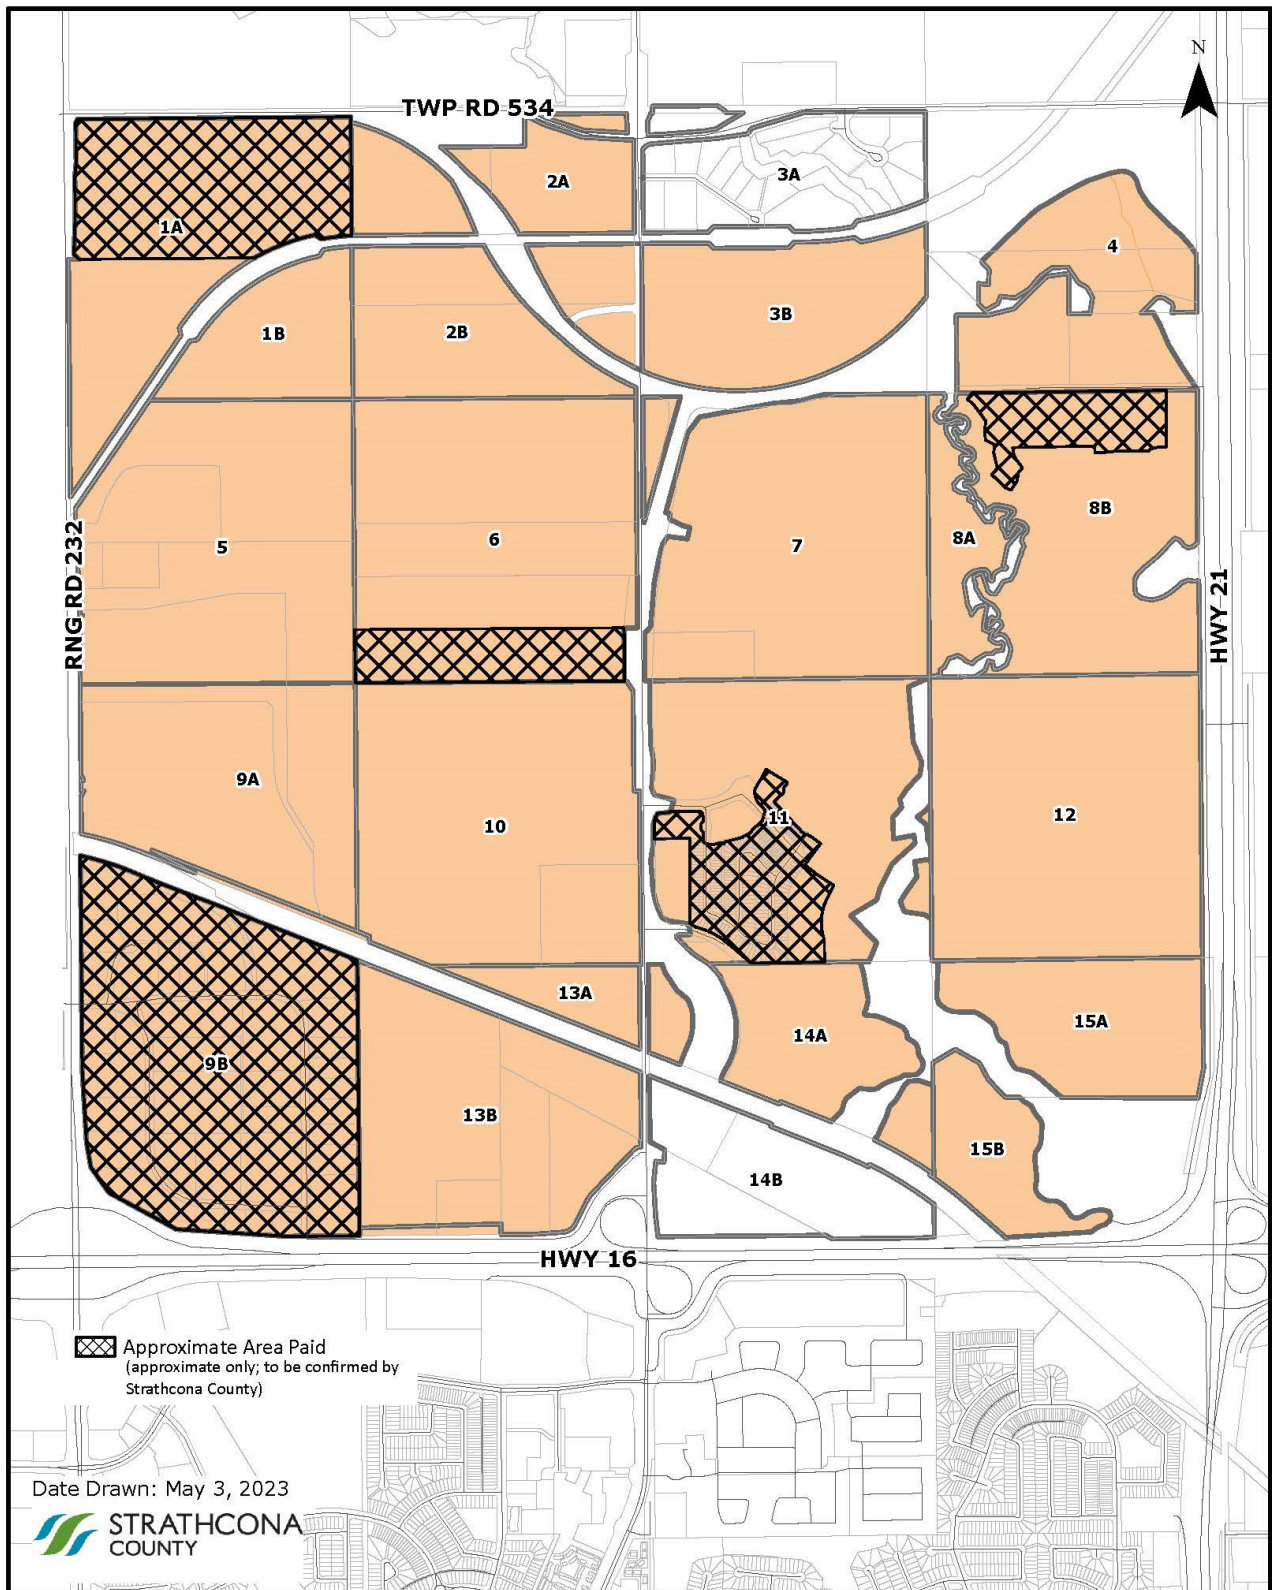 N
TWP RD 534
3A
2A
1A
4
3B
1B
2B
8B
8A
6
7
5
RNG RD 232
HWY 21
9A
12
11
10
13A
15A
14A
9B
13B
15B
14B
HWY 16
Approximate Area Paid
(approximate only; to be confirmed by
Strathcona County)
Date Drawn: May 3, 2023
STRATHCONA
COUNTY